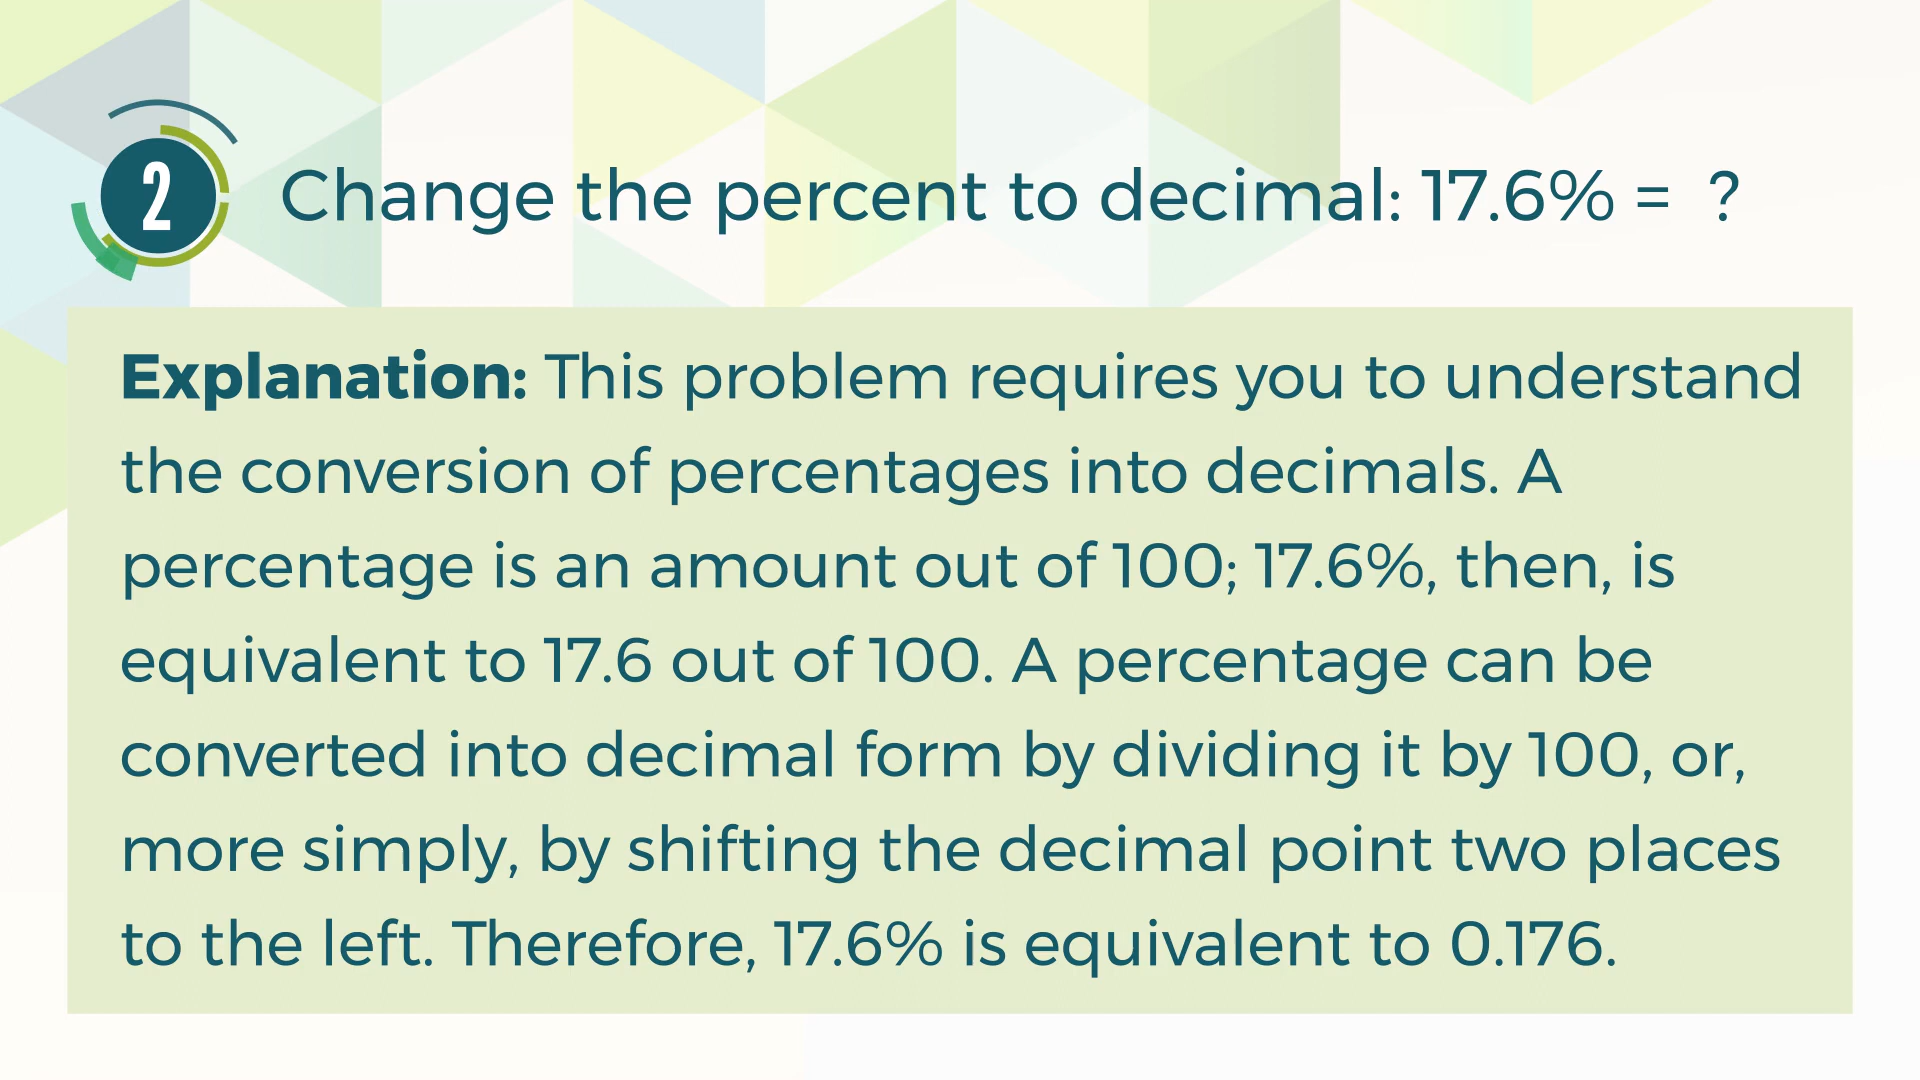 2
Change the percent to decimal: 17.6% = ?
Explanation: This problem requires you to understand
the conversion of percentages into decimals. A
percentage is an amount out of 100; 17.6%, then, is
equivalent to 17.6 out of 100. A percentage can be
converted into decimal form by dividing it by 100, or,
more simply, by shifting the decimal point two places
to the left. Therefore, 17.6% is equivalent to 0.176.